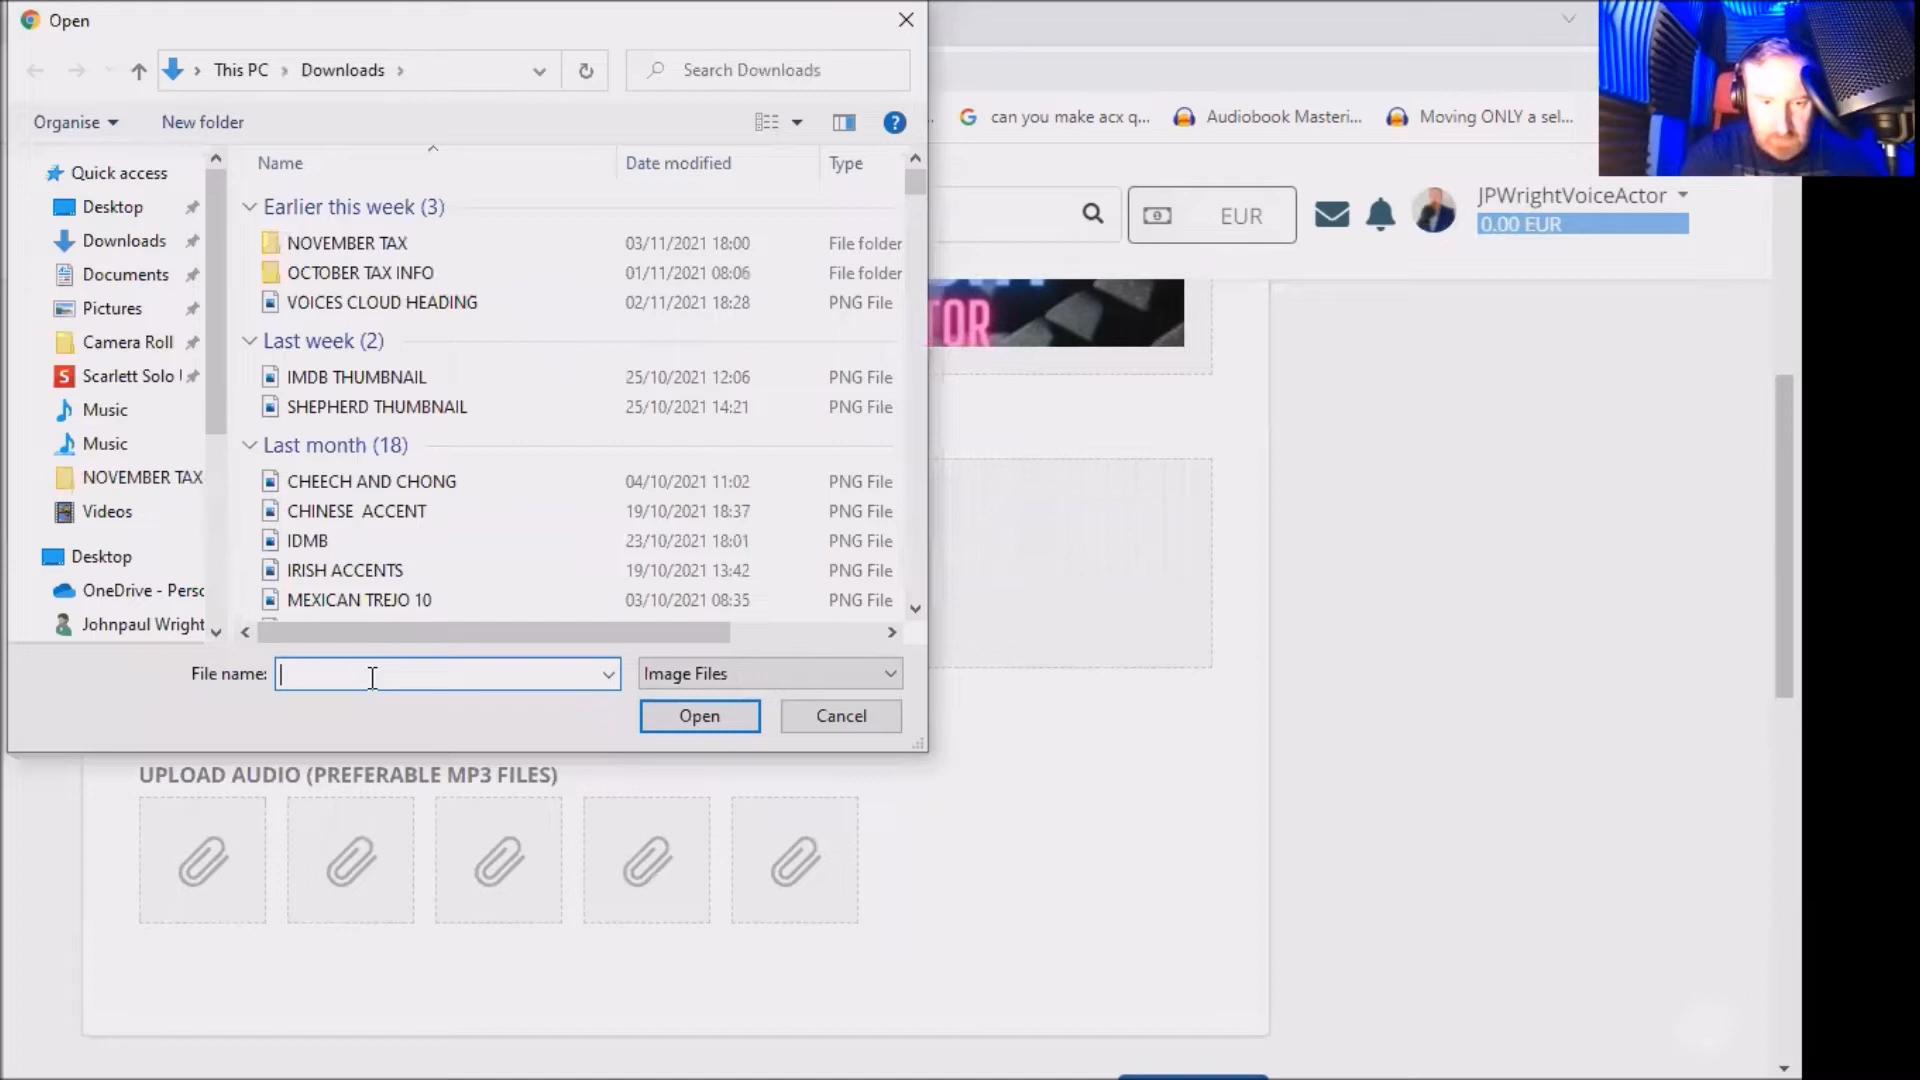 Open
This PC
Downloads
Search Downloads
Organise
New folder
can you make acx q...
Audiobook Masteri...
Moving ONLY a sel...
Name
Date modified
Type
Quick access
Desktop
Downloads
Documents
Pictures
Camera Roll
Scarlett Solo
Music
Music
NOVEMBER TAX
Videos
Desktop
OneDrive - Persc
Johnpaul Wright
Earlier this week (3)
NOVEMBER TAX 03/11/2021 18:00 File folder
OCTOBER TAX INFO 01/11/2021 08:06 File folder
VOICES CLOUD HEADING 02/11/2021 18:28 PNG File
Last week (2)
IMDB THUMBNAIL 25/10/2021 12:06 PNG File
SHEPHERD THUMBNAIL 25/10/2021 14:21 PNG File
Last month (18)
CHEECH AND CHONG 04/10/2021 11:02 PNG File
CHINESE  ACCENT 19/10/2021 18:37 PNG File
IDMB 23/10/2021 18:01 PNG File
IRISH ACCENTS 19/10/2021 13:42 PNG File
MEXICAN TREJO 10 03/10/2021 08:35 PNG File
File name:
Image Files
Open
Cancel
EUR
JPWrightVoiceActor
0.00 EUR
TOR
UPLOAD AUDIO (PREFERABLE MP3 FILES)